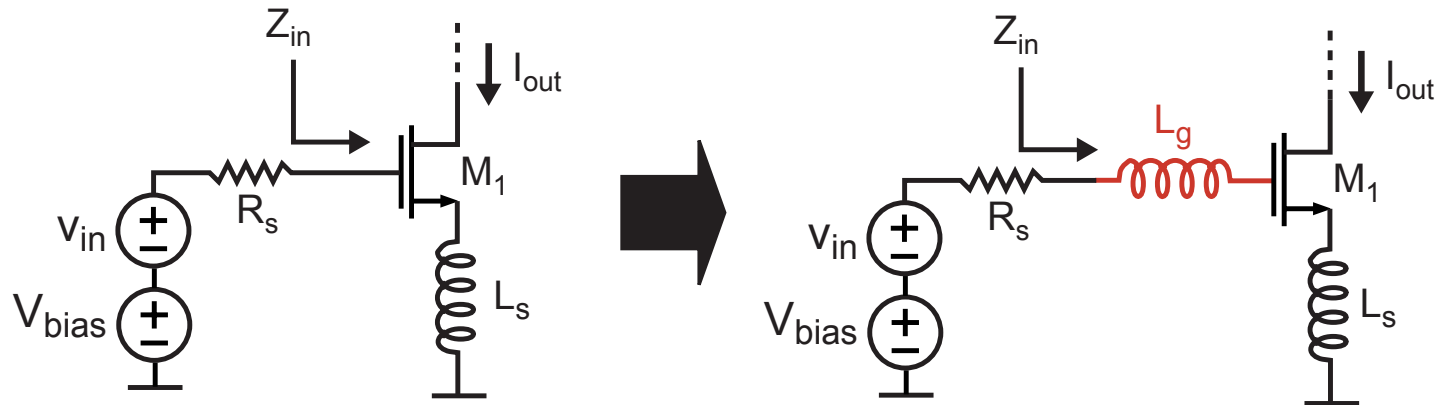 Z_in
I_out
M_1
R_s
v_in
L_s
V_bias
Z_in
I_out
L_g
M_1
R_s
v_in
L_s
V_bias